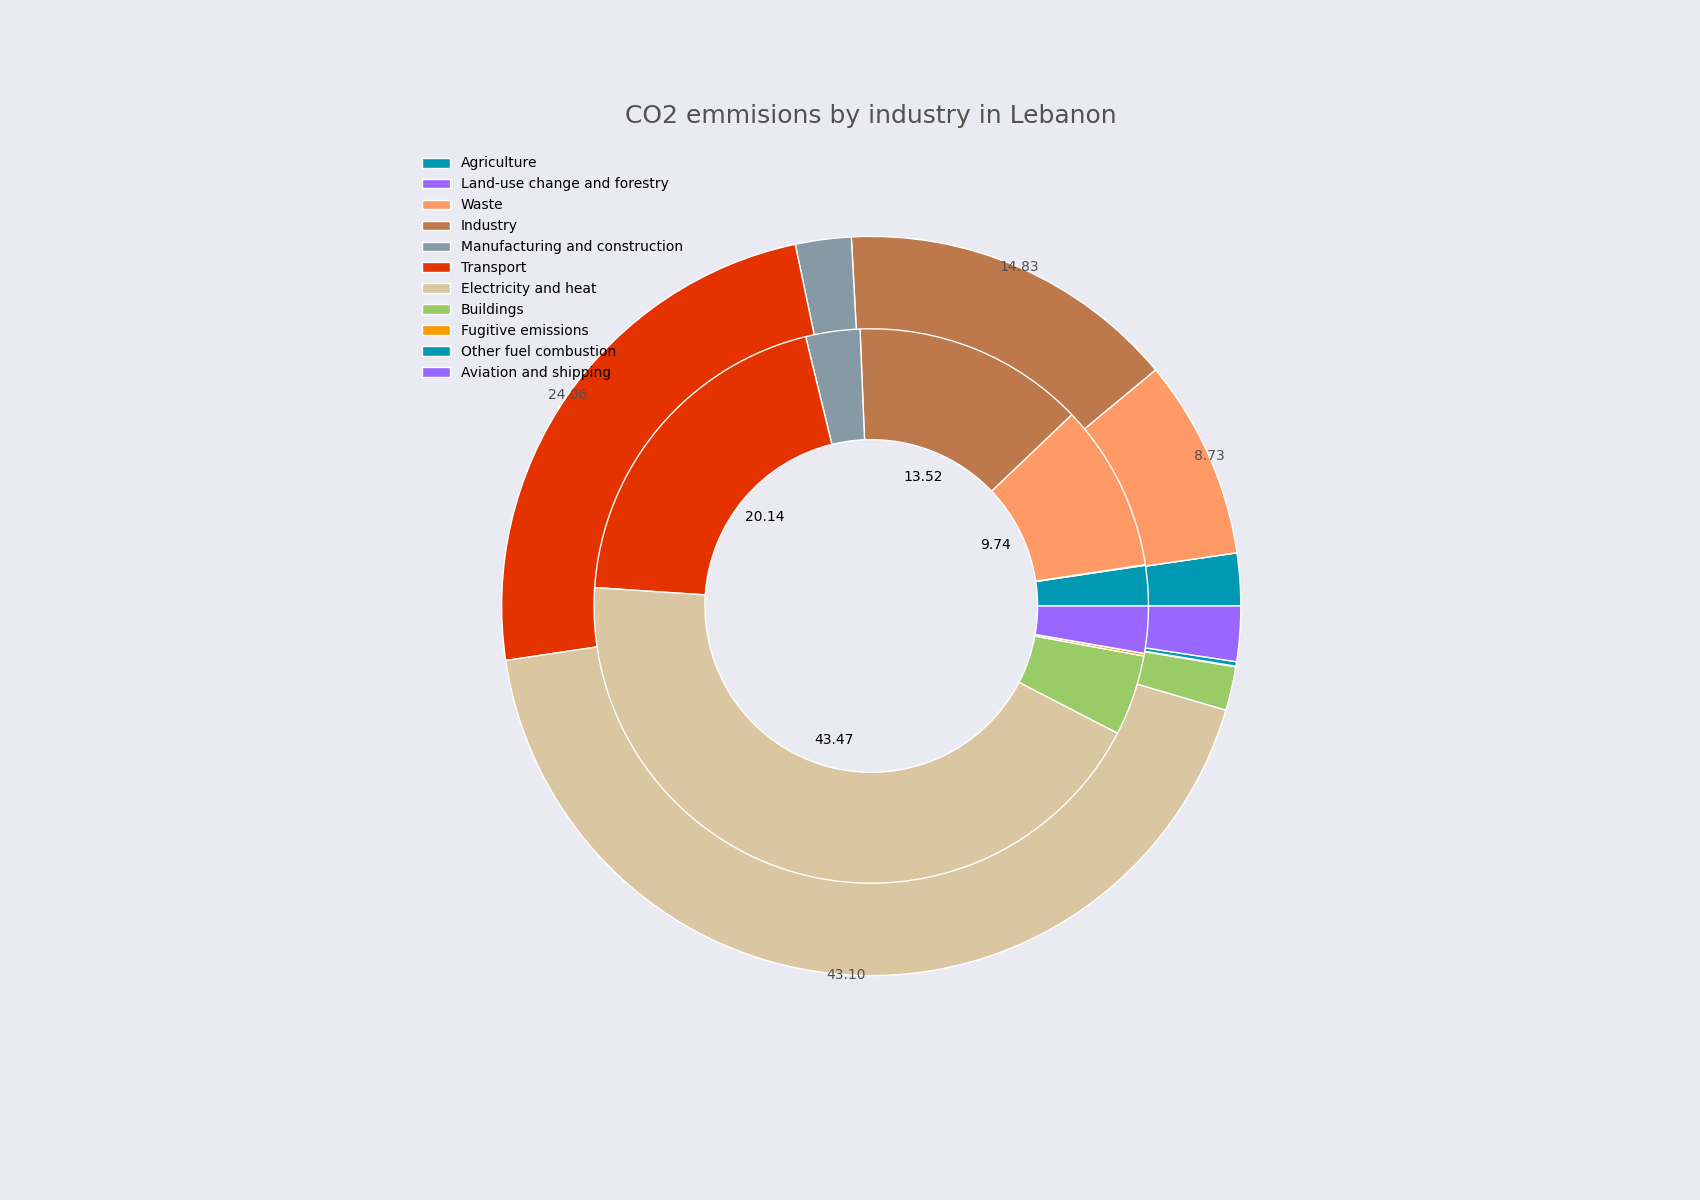 CO2 emmisions by industry in Lebanon
Agriculture
Land-use change and forestry
Waste
Industry
Manufacturing and construction
Transport
Electricity and heat
Buildings
Fugitive emissions
Other fuel combustion
Aviation and shipping
14.83
24.06
8.73
13.52
20.14
9.74
43.47
43.10